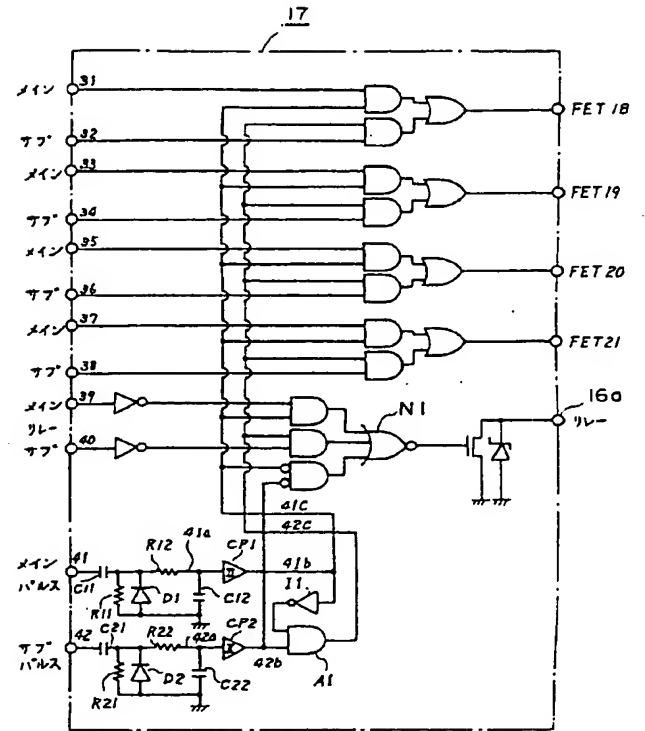 17
メイン 31
FET 18
サブ 32
メイン 33
FET 19
サブ 34
メイン 35
FET 20
サブ 36
メイン 37
FET 21
サブ 38
メイン 39
N1
16a
リレー
リレー
サブ 40
41C
42C
メイン
パルス
41
C11
R11
D1
R12
41a
C12
CP1
41b
I1
サブ
パルス
42
C21
R21
D2
R22
42a
C22
CP2
42b
A1